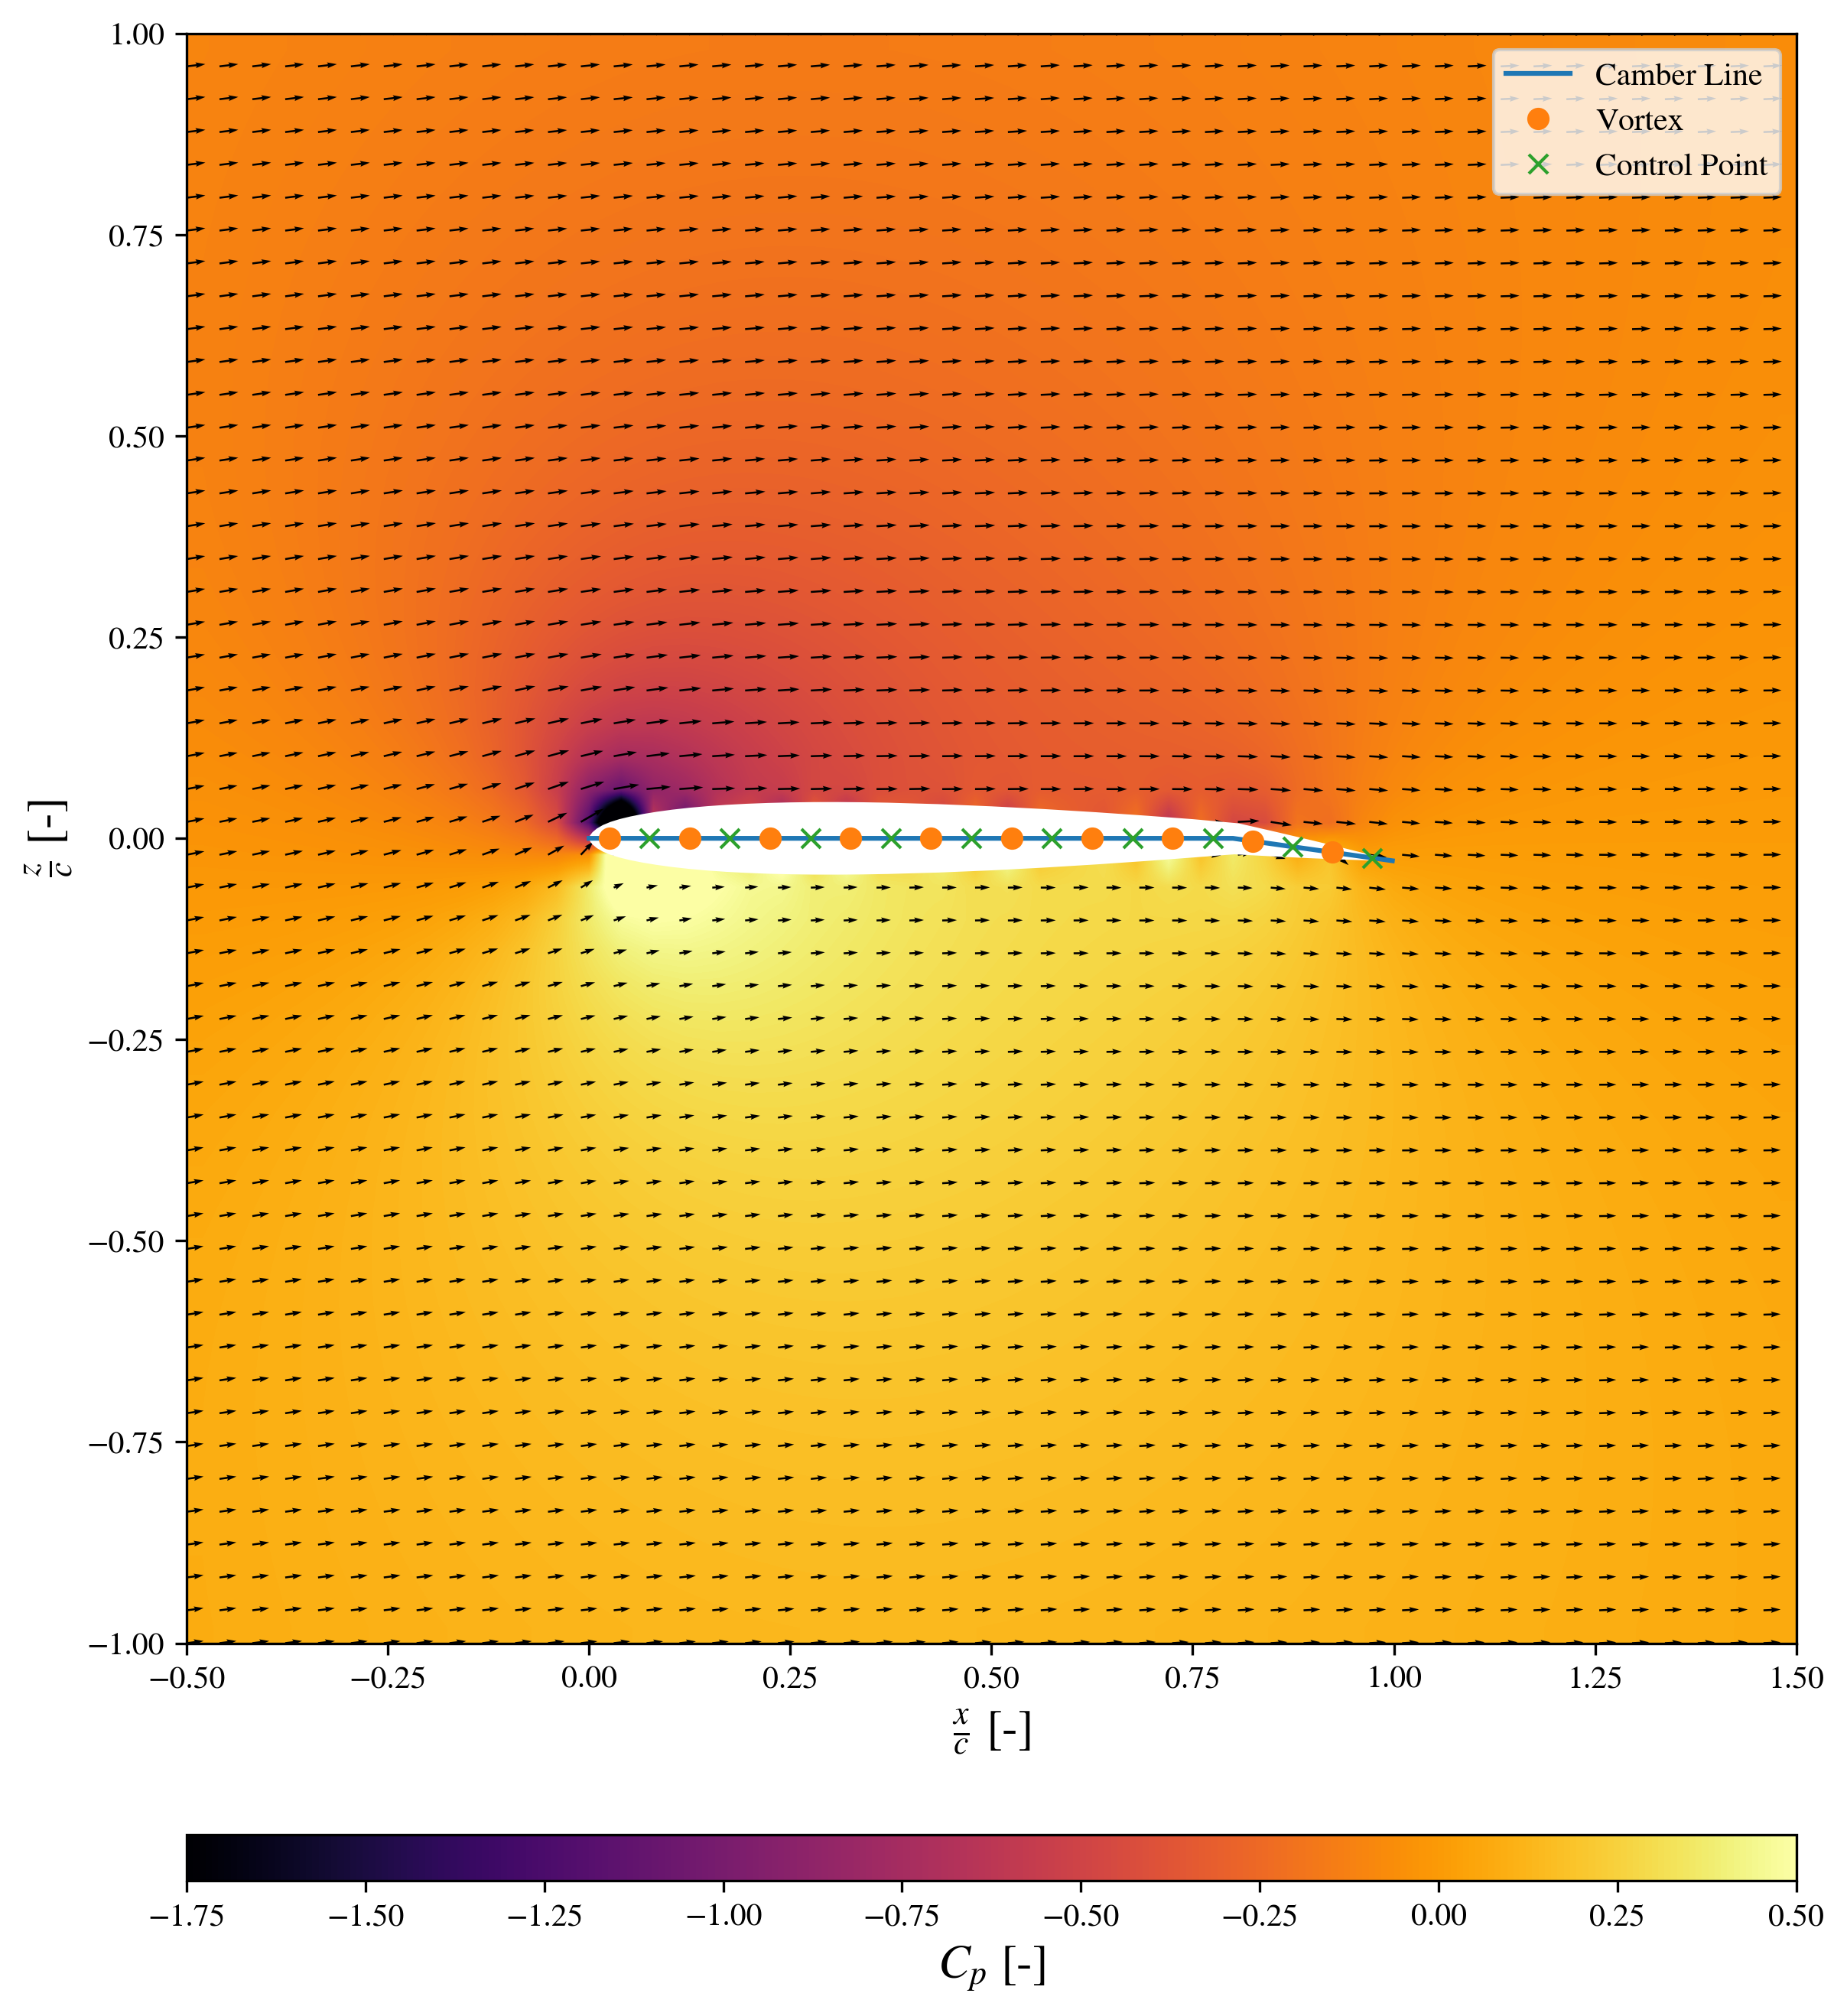 1.00
0.75
0.50
0.25
0.00
−0.25
−0.50
−0.75
−1.00
z/c [-]
Camber Line
Vortex
Control Point
−0.50 −0.25 0.00 0.25 0.50 0.75 1.00 1.25 1.50
x/c [-]
−1.75 −1.50 −1.25 −1.00 −0.75 −0.50 −0.25 0.00 0.25 0.50
Cp [-]